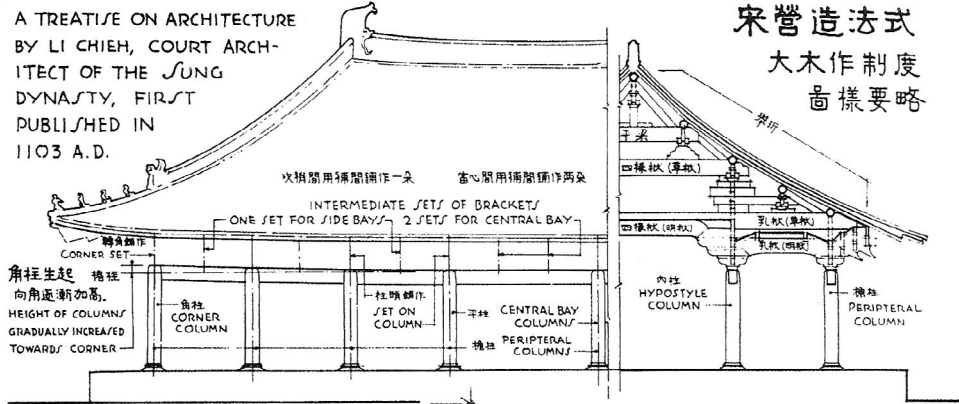 A TREATISE ON ARCHITECTURE
BY LI CHIEH, COURT ARCH-
ITECT OF THE SUNG
DYNASTY, FIRST
PUBLISHED IN
1103 A.D.
宋營造法式
大木作制度
圖樣要略
舉折
平梁
四椽栿(草栿)
四椽栿(明栿)
乳栿(草栿)
乳栿(明栿)
次梢間用補間鋪作一朵
當心間用補間鋪作两朵
INTERMEDIATE SETS OF BRACKETS
ONE SET FOR SIDE BAYS
2 SETS FOR CENTRAL BAY
轉角鋪作
CORNER SET
角柱生起
向角逐漸加高。
HEIGHT OF COLUMNS
GRADUALLY INCREASED
TOWARDS CORNER
檐柱
角柱
CORNER
COLUMN
柱頭鋪作
SET ON
COLUMN
平柱
CENTRAL BAY
COLUMNS
檐柱
PERIPTERAL
COLUMNS
內柱
HYPOSTYLE
COLUMN
檐柱
PERIPTERAL
COLUMN